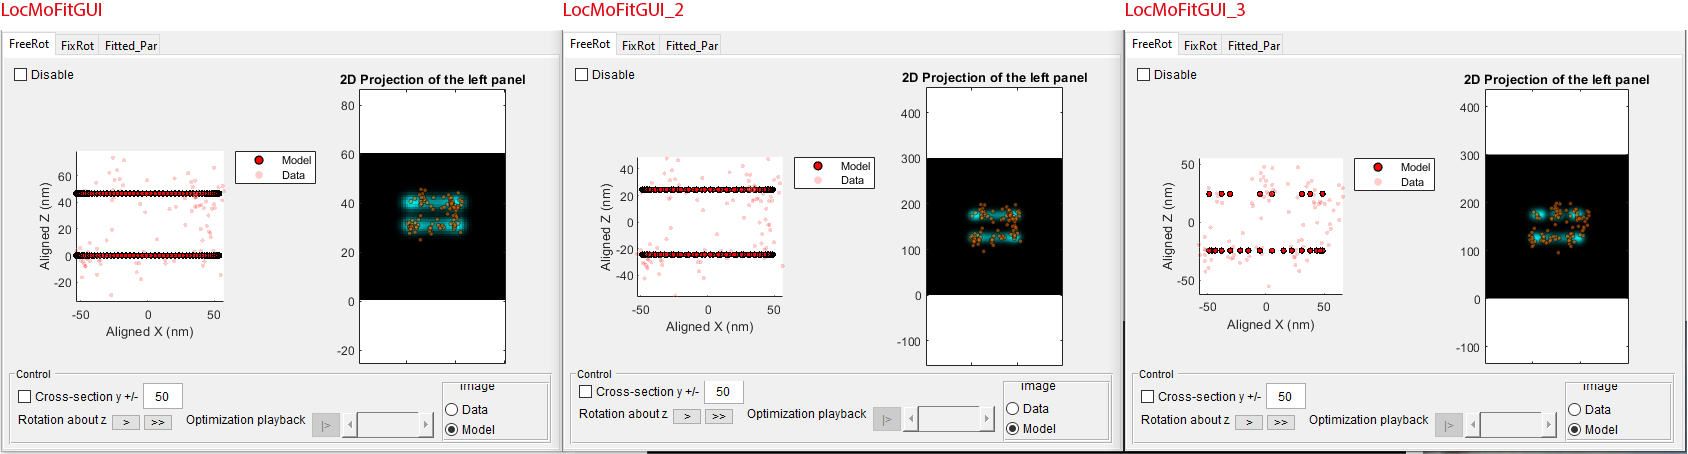 LocMoFitGUI
FreeRot FixRot Fitted_Par
Disable
2D Projection of the left panel
80
60
40
20
0
-20
Model
Data
60
40
20
0
-20
Aligned Z (nm)
-50 0 50
Aligned X (nm)
Control
Cross-section y +/- 50
Rotation about z > >> Optimization playback |>
Image
Data
Model
LocMoFitGUI_2
FreeRot FixRot Fitted_Par
Disable
2D Projection of the left panel
400
300
200
100
0
-100
Model
Data
40
20
0
-20
-40
Aligned Z (nm)
-50 0 50
Aligned X (nm)
Control
Cross-section y +/- 50
Rotation about z > >> Optimization playback |>
Image
Data
Model
LocMoFitGUI_3
FreeRot FixRot Fitted_Par
Disable
2D Projection of the left panel
400
300
200
100
0
-100
Model
Data
50
0
-50
Aligned Z (nm)
-50 0 50
Aligned X (nm)
Control
Cross-section y +/- 50
Rotation about z > >> Optimization playback |>
Image
Data
Model